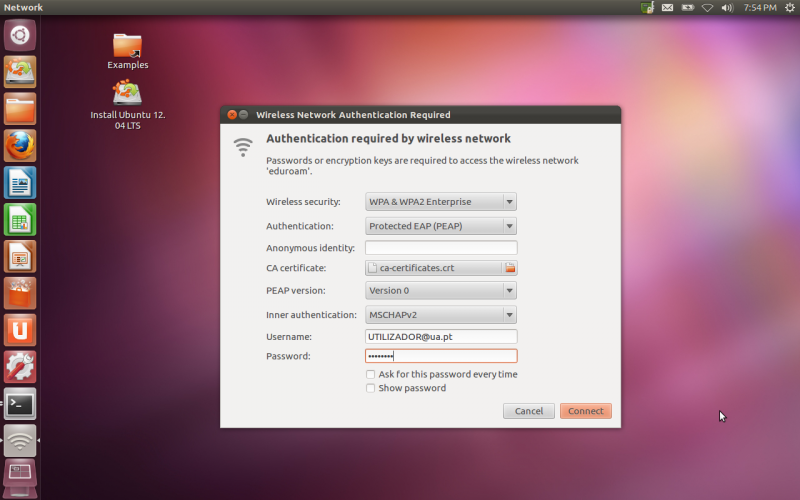 Network
7:54 PM
Examples
Install Ubuntu 12.
04 LTS
Wireless Network Authentication Required
Authentication required by wireless network
Passwords or encryption keys are required to access the wireless network
'eduroam'.
Wireless security: WPA & WPA2 Enterprise
Authentication: Protected EAP (PEAP)
Anonymous identity:
CA certificate: ca-certificates.crt
PEAP version: Version 0
Inner authentication: MSCHAPv2
Username: UTILIZADOR@ua.pt
Password: ••••••••
Ask for this password every time
Show password
Cancel Connect